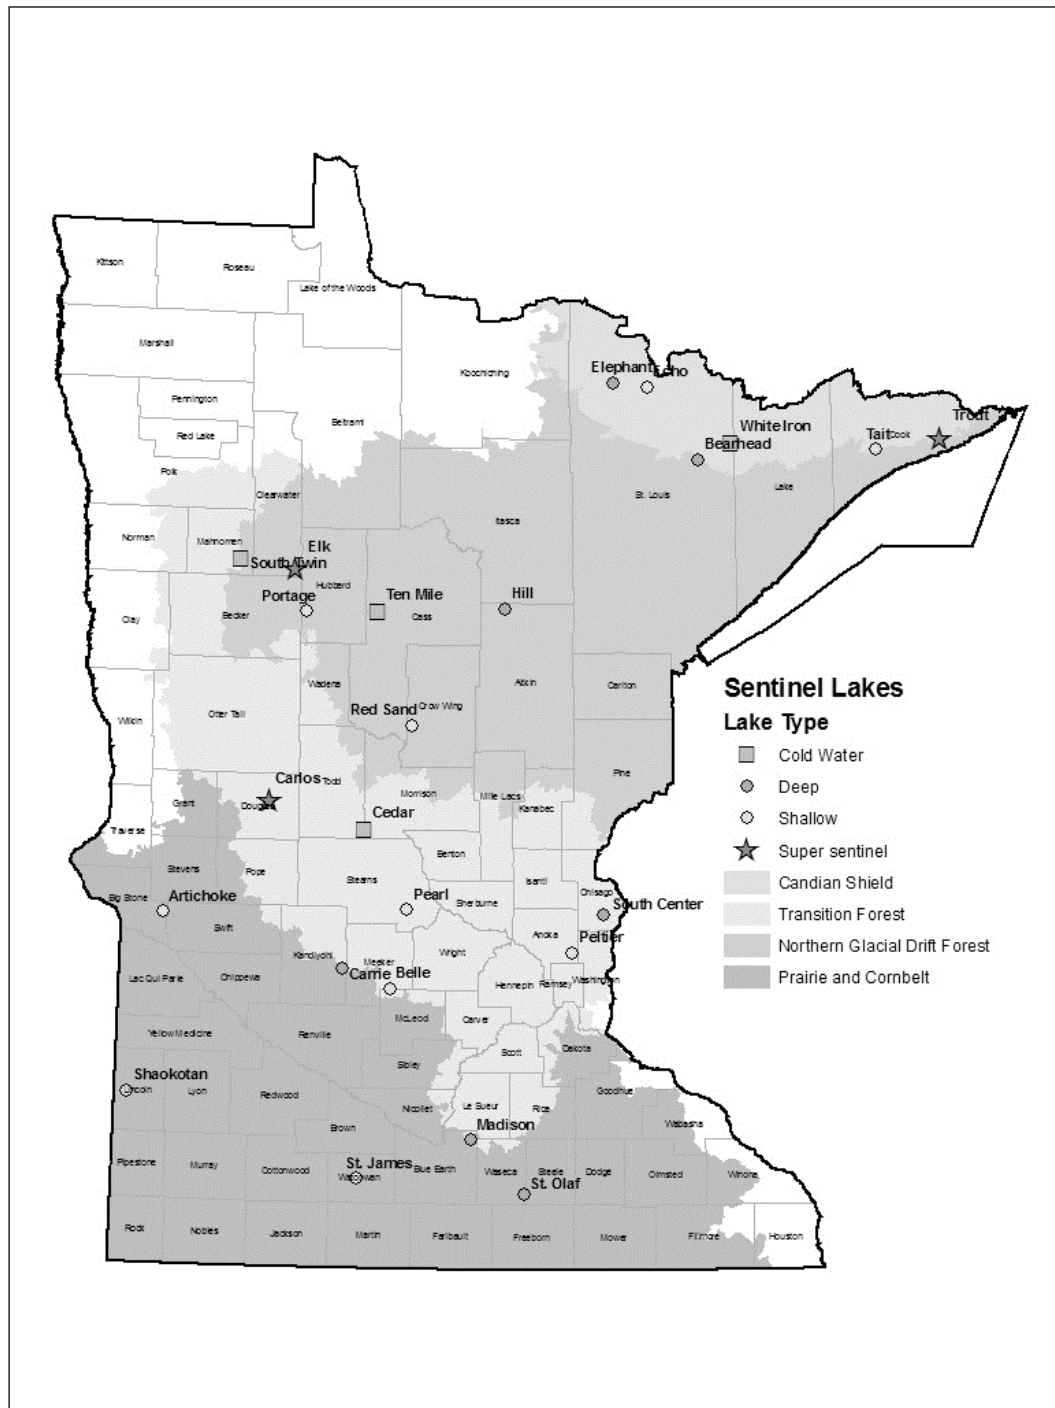 Kittson
Roseau
Lake of the Woods
Marshall
Koochiching
Elephant
Echo
Pennington
Beltrami
Red Lake
White Iron
Trout
Tait
Cook
Bearhead
Polk
Clearwater
St. Louis
Lake
Itasca
Norman
Mahnomen
Elk
South Twin
Hubbard
Portage
Ten Mile
Hill
Clay
Becker
Cass
Wadena
Aitkin
Carlton
Sentinel Lakes
Otter Tail
Red Sand
Crow Wing
Wilkin
Lake Type
Cold Water
Carlos
Todd
Pine
Deep
Grant
Douglas
Morrison
Mille Lacs
Kanabec
Cedar
Shallow
Traverse
Super sentinel
Benton
Stevens
Pope
Stearns
Isanti
Candian Shield
Big Stone
Artichoke
Pearl
Sherburne
Chisago
South Center
Transition Forest
Swift
Anoka
Peltier
Northern Glacial Drift Forest
Kandiyohi
Meeker
Wright
Lac Qui Parle
Chippewa
Carrie
Belle
Hennepin
Ramsey
Washington
Prairie and Cornbelt
McLeod
Carver
Yellow Medicine
Renville
Scott
Dakota
Sibley
Shaokotan
Lincoln
Lyon
Redwood
Nicollet
Le Sueur
Rice
Goodhue
Wabasha
Madison
Brown
Pipestone
Murray
Cottonwood
St. James
Watonwan
Blue Earth
Waseca
Steele
Dodge
Olmsted
Winona
St. Olaf
Rock
Nobles
Jackson
Martin
Faribault
Freeborn
Mower
Fillmore
Houston